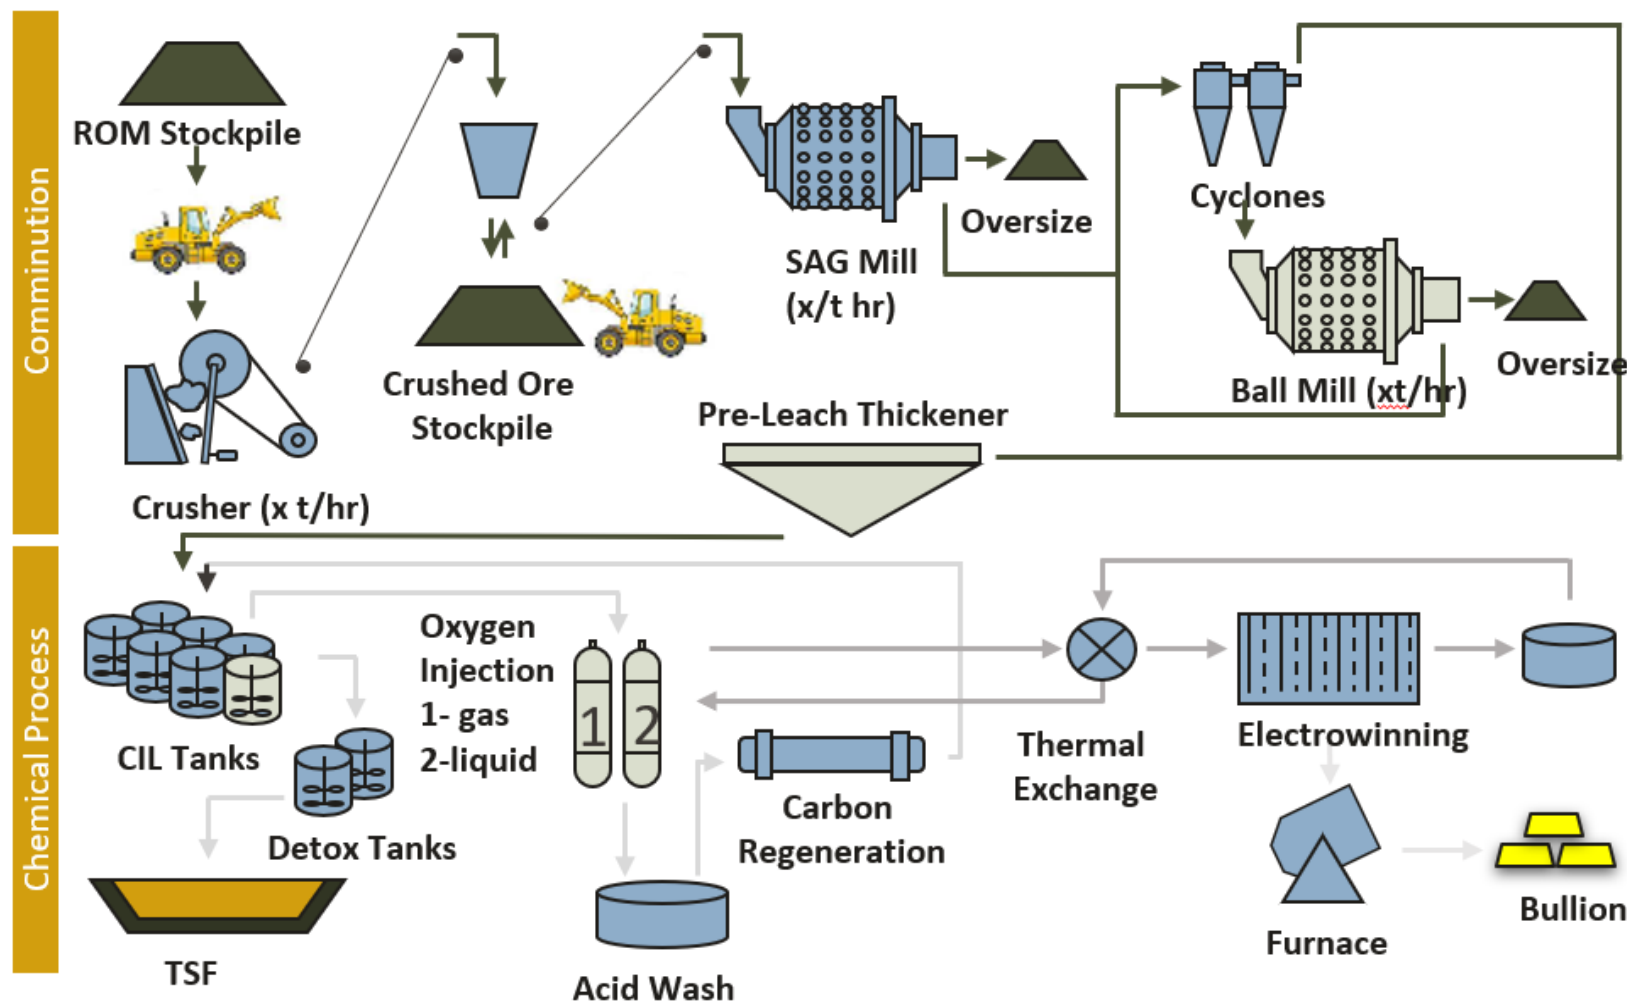 Comminution
ROM Stockpile
Crusher (x t/hr)
Crushed Ore
Stockpile
SAG Mill
(x/t hr)
Oversize
Cyclones
Ball Mill (xt/hr)
Oversize
Pre-Leach Thickener
Chemical Process
CIL Tanks
Detox Tanks
TSF
Oxygen
Injection
1- gas
2-liquid
1
2
Acid Wash
Carbon
Regeneration
Thermal
Exchange
Electrowinning
Furnace
Bullion